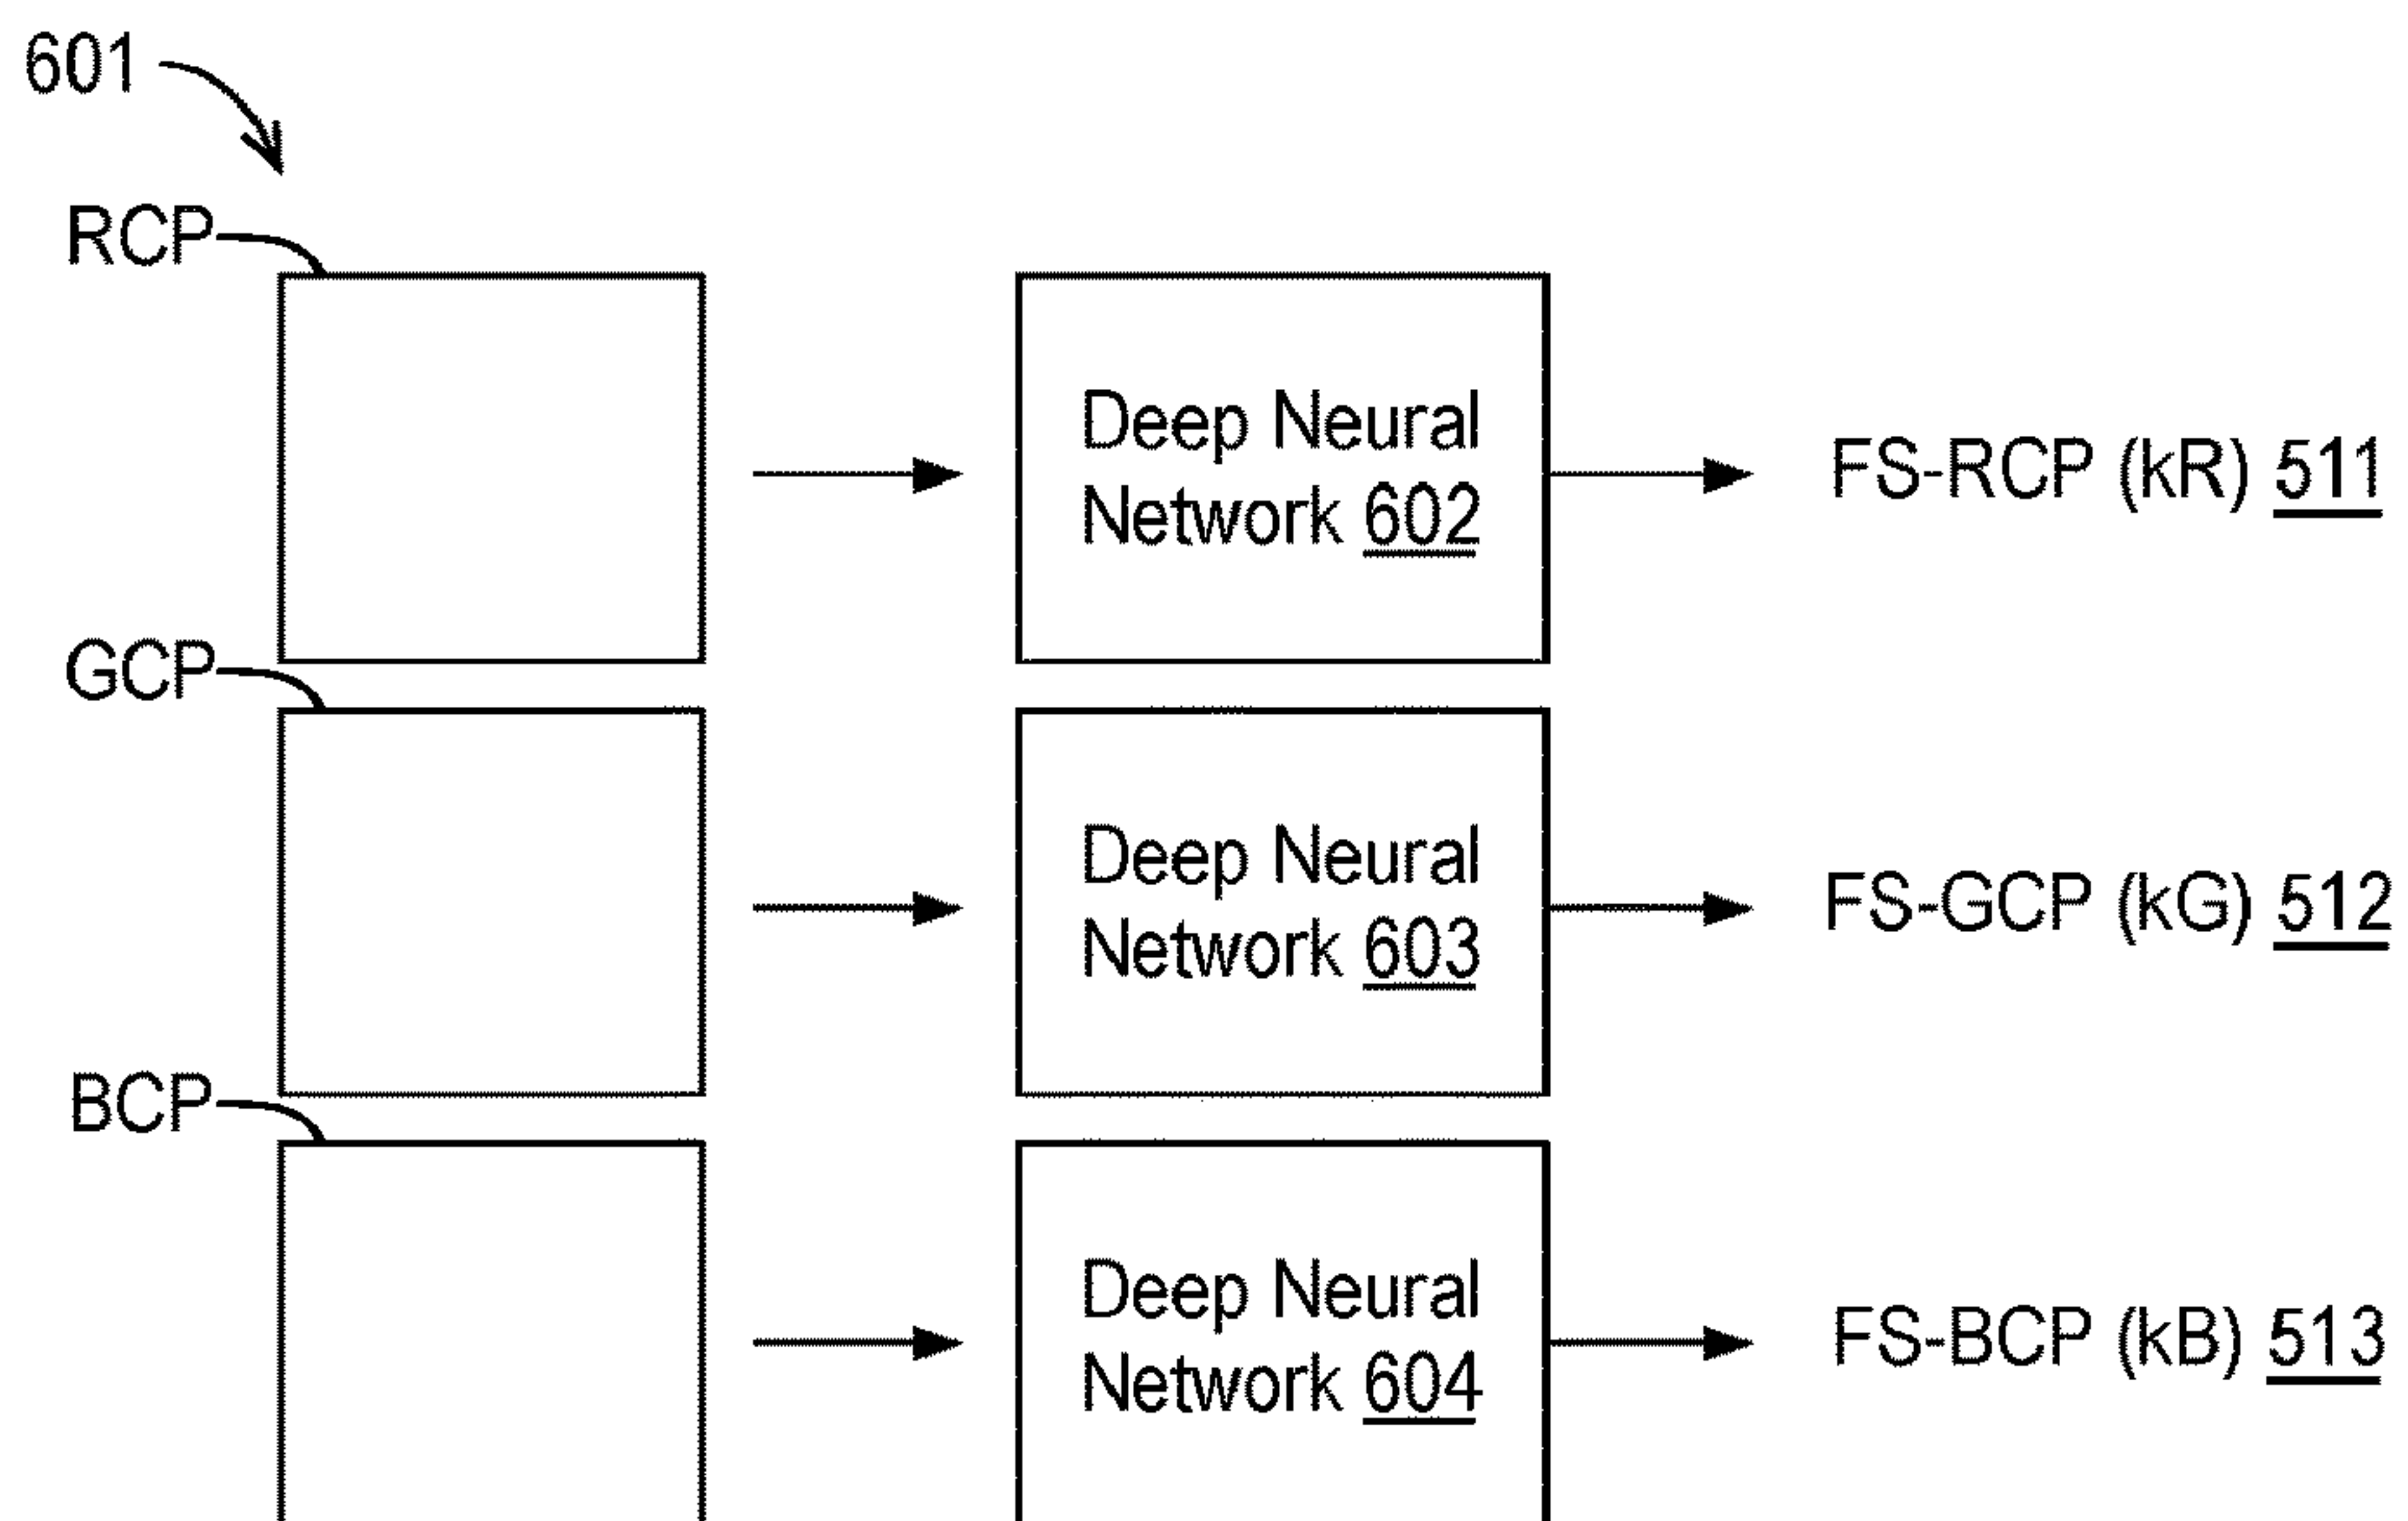 601
RCP
Deep Neural
Network 602
FS-RCP (kR) 511
GCP
Deep Neural
Network 603
FS-GCP (kG) 512
BCP
Deep Neural
Network 604
FS-BCP (kB) 513